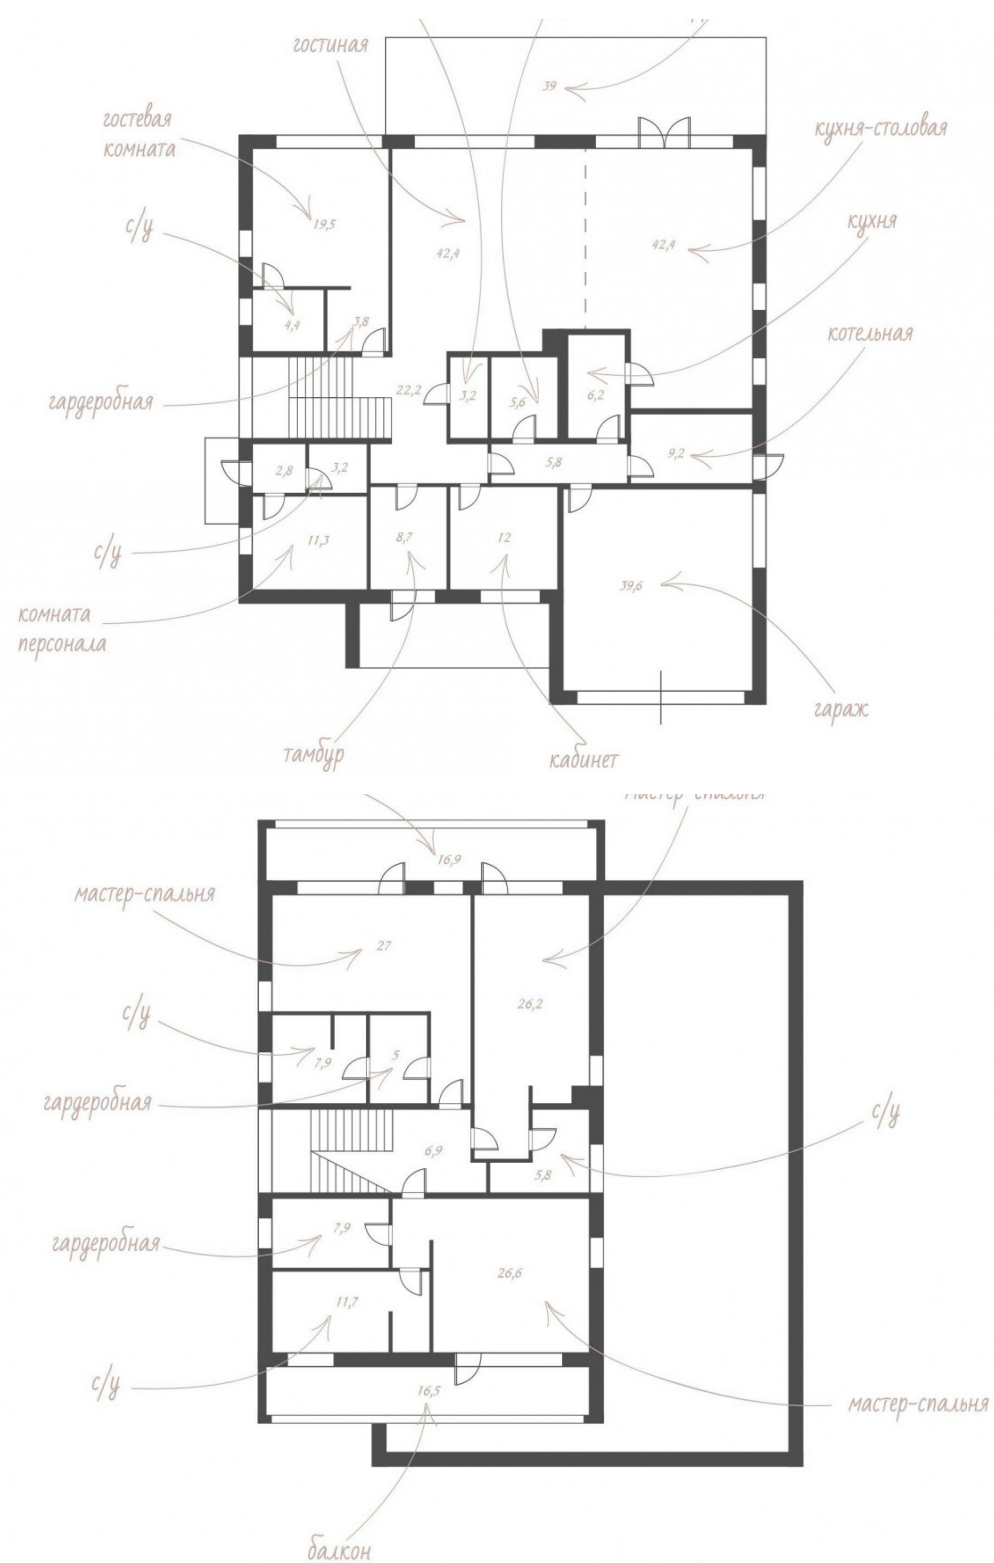 гостиная
39
гостевая
комната
кухня-столовая
с/у
кухня
19,5
42,4
42,4
4,4
3,8
котельная
гардеробная
22,2
3,2
5,6
6,2
2,8
3,2
5,8
9,2
с/у
11,3
8,7
12
39,6
комната
персонала
гараж
тамбур
кабинет
мастер-спальня
16,9
мастер-спальня
27
26,2
с/у
7,9
5
гардеробная
с/у
6,9
5,8
гардеробная
7,9
26,6
11,7
с/у
16,5
мастер-спальня
балкон